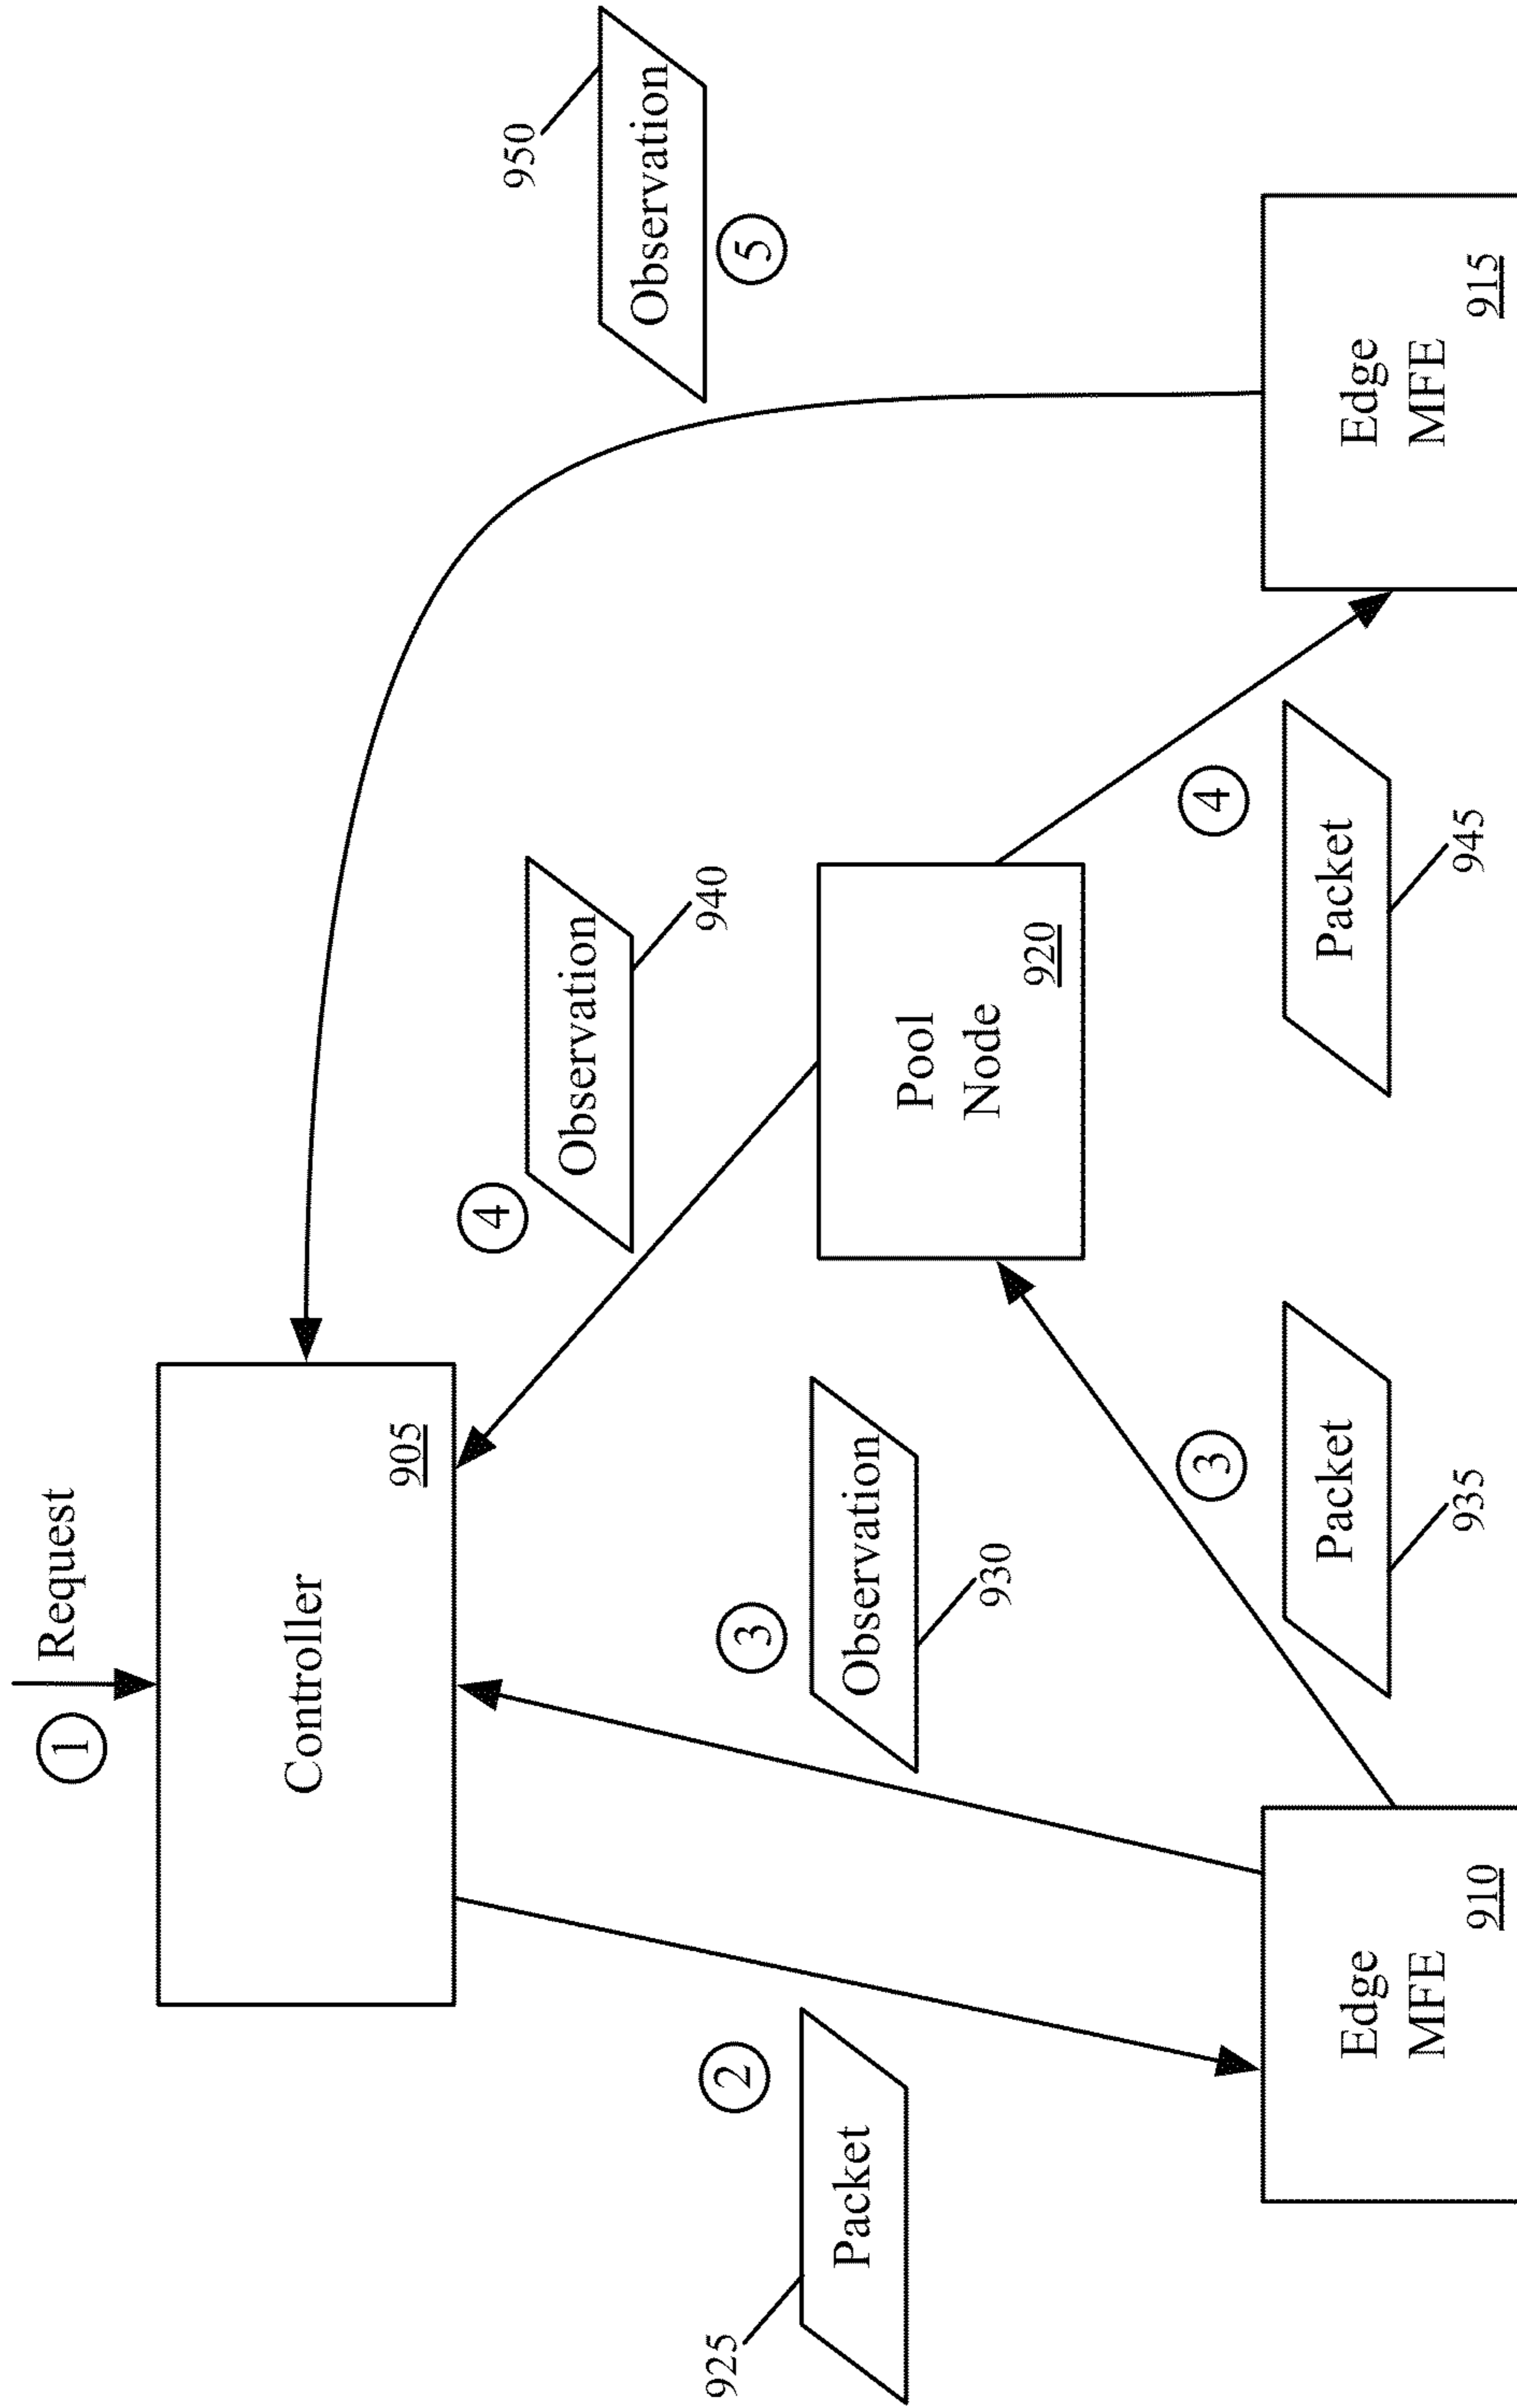 1
Request
Controller
905
925
2
Packet
3
Observation
930
4
Observation
940
950
Observation
5
Pool
Node
920
3
Packet
935
4
Packet
945
Edge
MFE
910
Edge
MFE
915